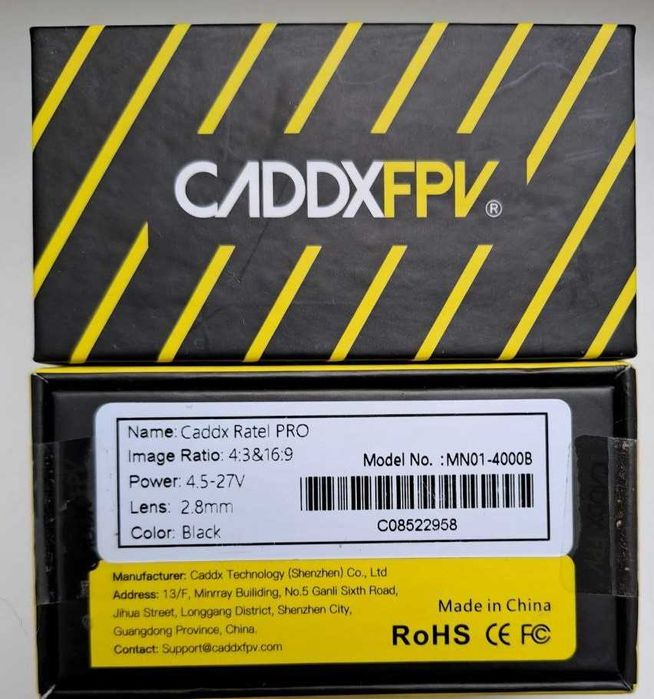 CADDXFPV®
Name: Caddx Ratel PRO
Image Ratio: 4:3&16:9
Power: 4.5-27V
Lens: 2.8mm
Color: Black
Model No. :MN01-4000B
C08522958
Manufacturer: Caddx Technology (Shenzhen) Co., Ltd
Address: 13/F, Minrray Builiding, No.5 Ganli Sixth Road,
Jihua Street, Longgang District, Shenzhen City,
Guangdong Province, China.
Contact: Support@caddxfpv.com
Made in China
RoHS CE FC